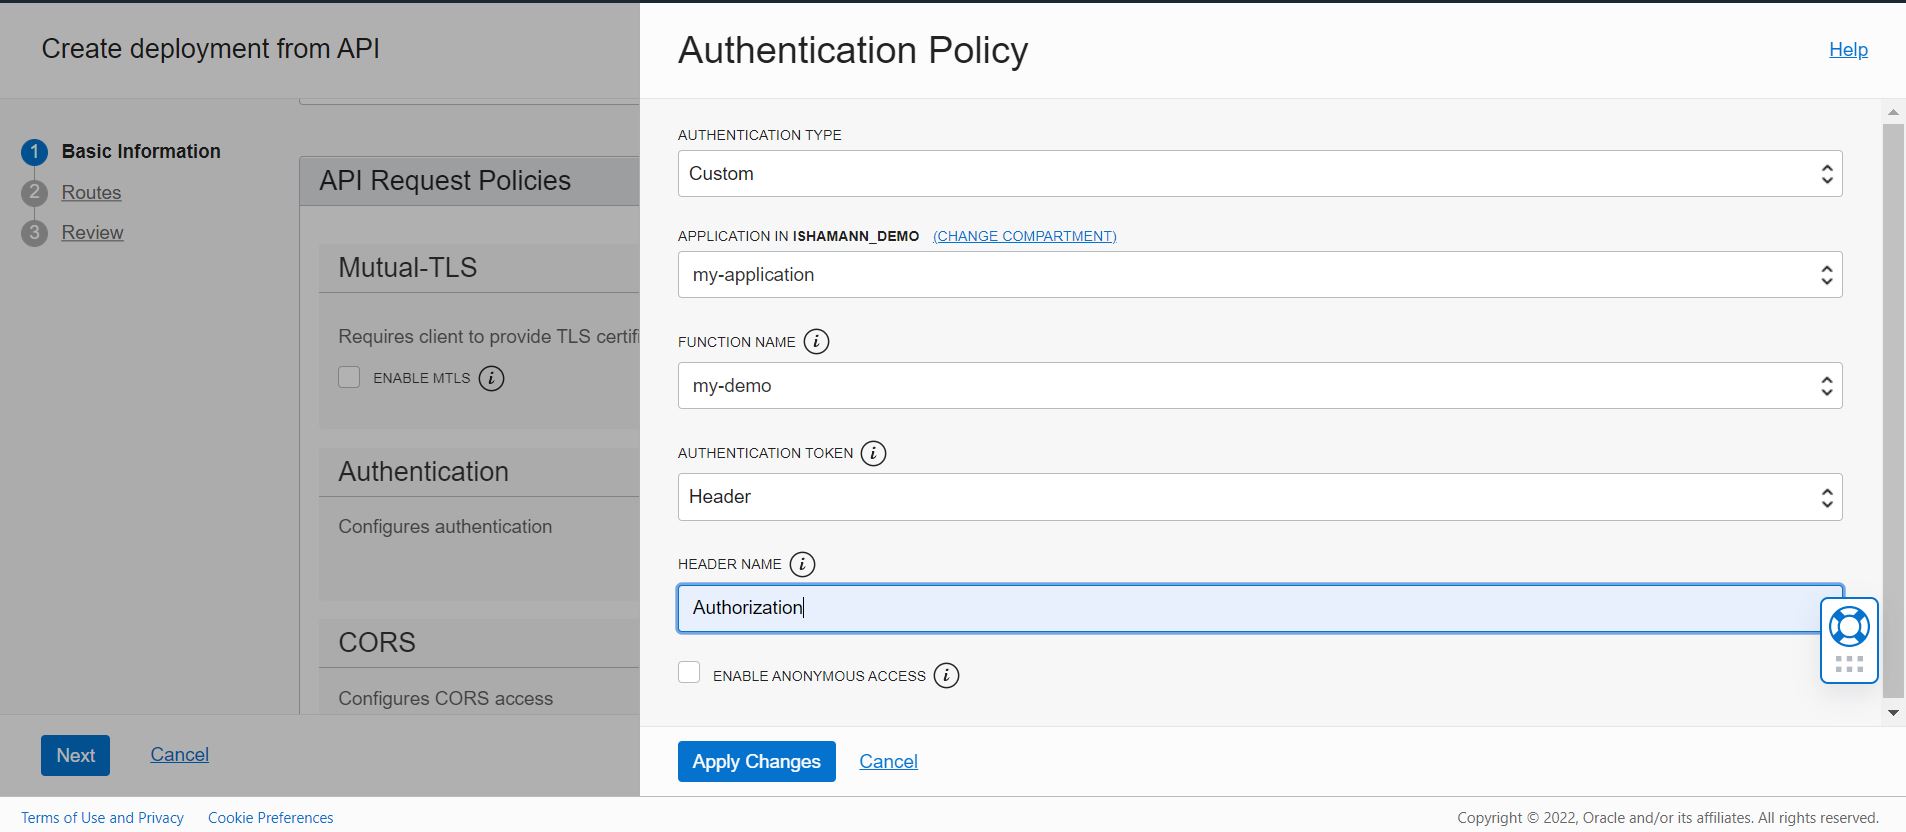 Create deployment from API
1 Basic Information
2 Routes
3 Review
API Request Policies
Mutual-TLS
Requires client to provide TLS certifi
ENABLE MTLS i
Authentication
Configures authentication
CORS
Configures CORS access
Next Cancel
Authentication Policy
Help
AUTHENTICATION TYPE
Custom
APPLICATION IN ISHAMANN_DEMO (CHANGE COMPARTMENT)
my-application
FUNCTION NAME i
my-demo
AUTHENTICATION TOKEN i
Header
HEADER NAME i
Authorization
ENABLE ANONYMOUS ACCESS i
Apply Changes Cancel
Terms of Use and Privacy Cookie Preferences Copyright © 2022, Oracle and/or its affiliates. All rights reserved.